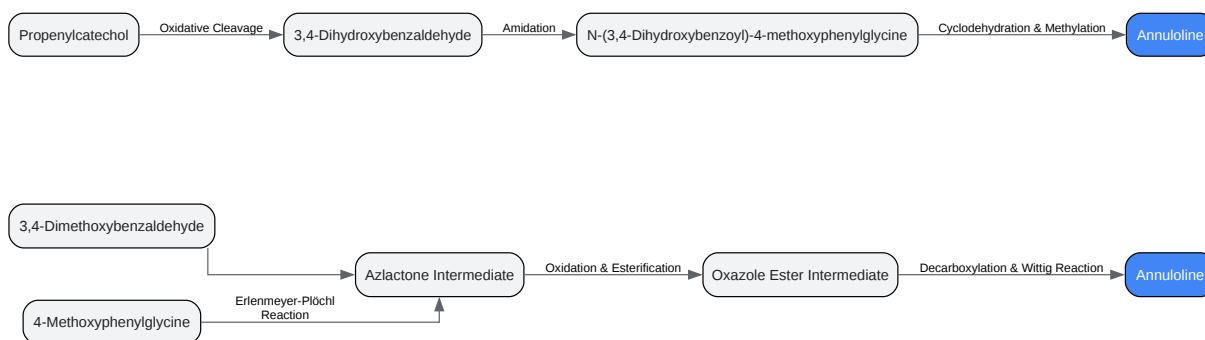 Propenylcatechol
Oxidative Cleavage
3,4-Dihydroxybenzaldehyde
Amidation
N-(3,4-Dihydroxybenzoyl)-4-methoxyphenylglycine
Cyclodehydration & Methylation
Annuloline
3,4-Dimethoxybenzaldehyde
Azlactone Intermediate
Oxidation & Esterification
Oxazole Ester Intermediate
Decarboxylation & Wittig Reaction
Annuloline
Erlenmeyer-Plöchl
Reaction
4-Methoxyphenylglycine